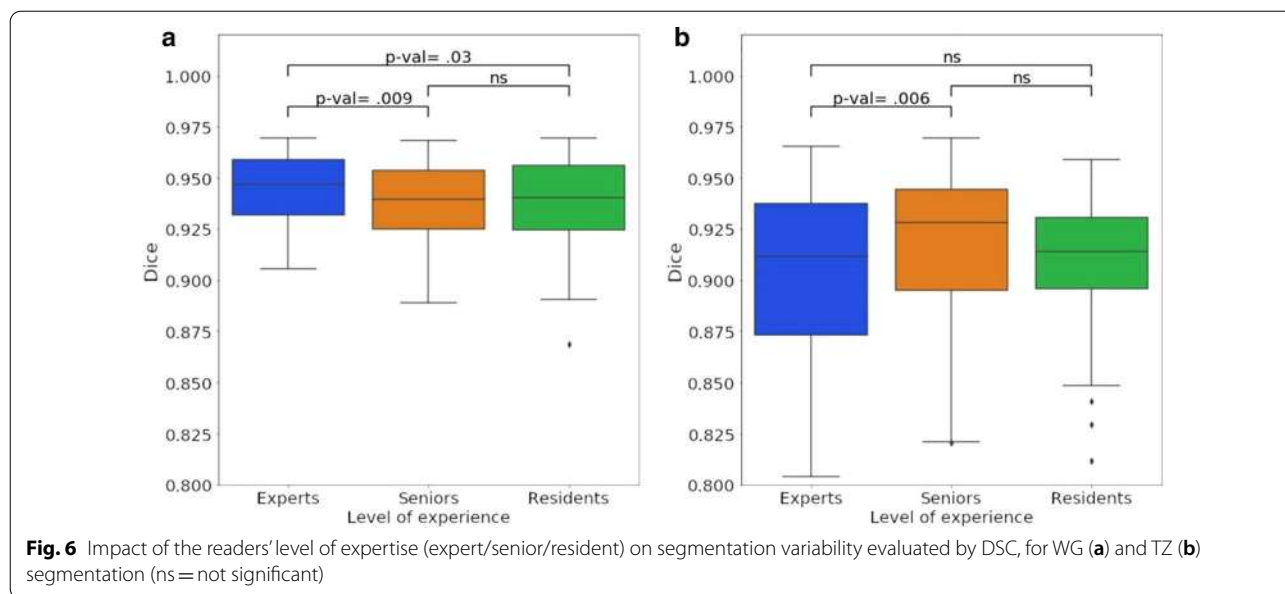 a
p-val= .03
ns
p-val= .009
1.000
0.975
0.950
0.925
0.900
0.875
0.850
0.825
0.800
Dice
Experts Seniors Residents
Level of experience
b
ns
ns
p-val= .006
1.000
0.975
0.950
0.925
0.900
0.875
0.850
0.825
0.800
Dice
Experts Seniors Residents
Level of experience
Fig. 6 Impact of the readers' level of expertise (expert/senior/resident) on segmentation variability evaluated by DSC, for WG (a) and TZ (b)
segmentation (ns = not significant)